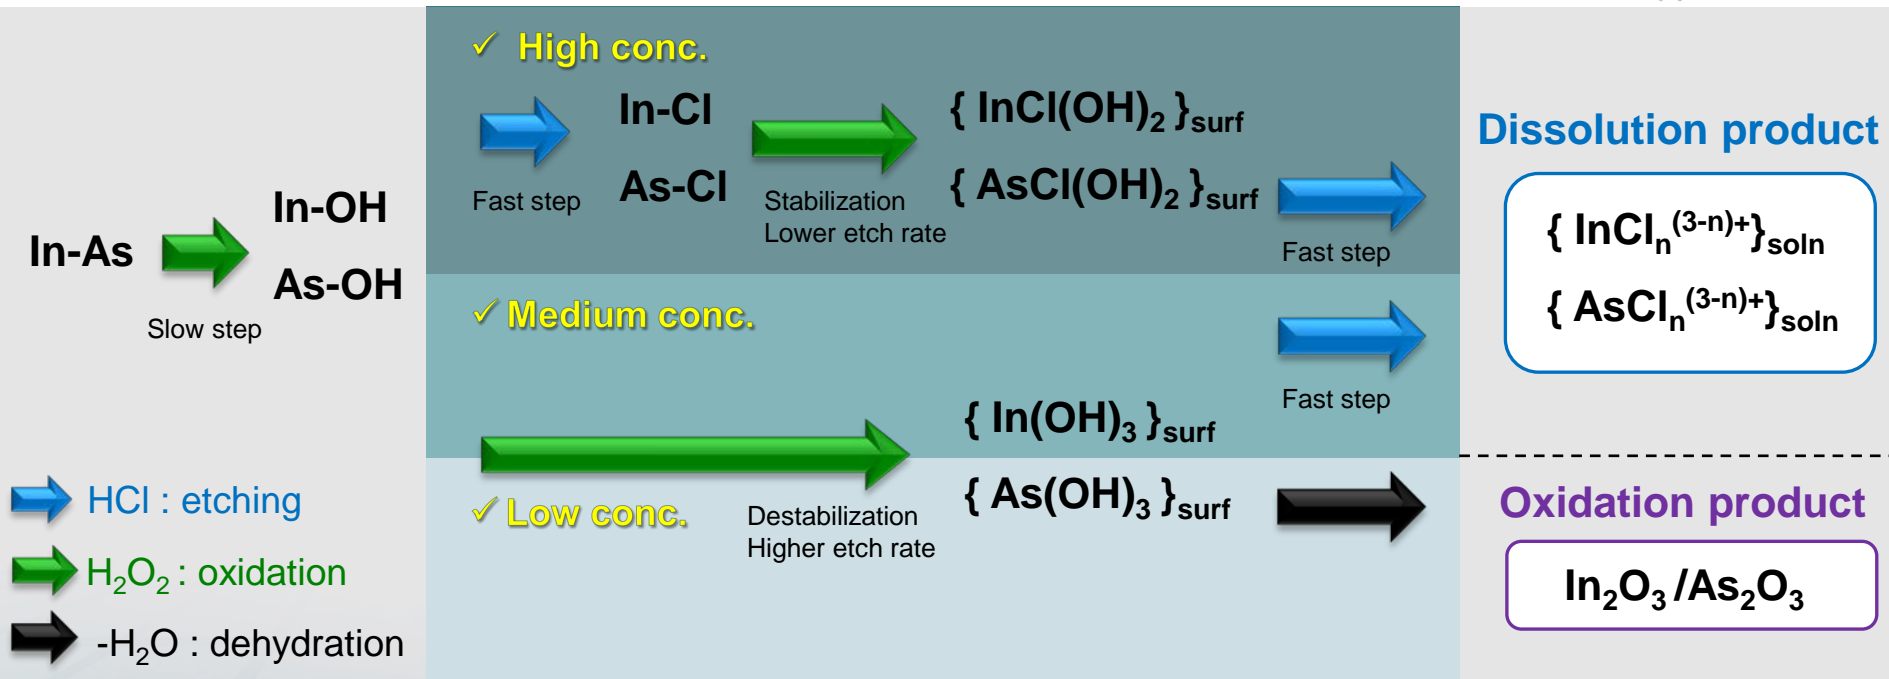 In-As
Slow step
In-OH
As-OH
✓ High conc.
Fast step
In-Cl
As-Cl
Stabilization
Lower etch rate
{ InCl(OH)₂ }surf
{ AsCl(OH)₂ }surf
Fast step
✓ Medium conc.
Fast step
{ In(OH)₃ }surf
{ As(OH)₃ }surf
✓ Low conc.
Destabilization
Higher etch rate
Dissolution product
{ InClₙ⁽³⁻ⁿ⁾⁺}soln
{ AsClₙ⁽³⁻ⁿ⁾⁺}soln
Oxidation product
In₂O₃ /As₂O₃
HCl : etching
H₂O₂ : oxidation
-H₂O : dehydration